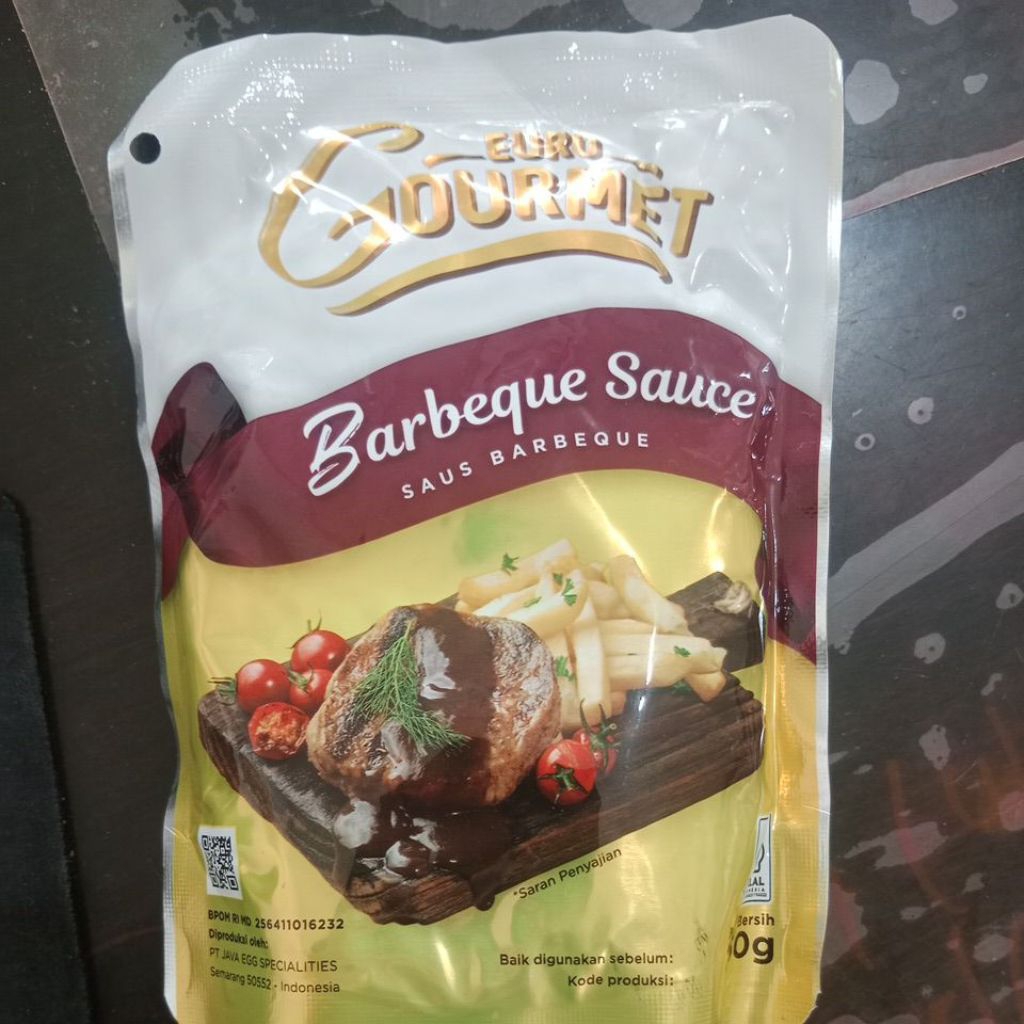 EURO
GOURMÊT
Barbeque Sauce
SAUS BARBEQUE
*Saran Penyajian
BPOM RI MD 256411016232
Diproduksi oleh:
PT JAVA EGG SPECIALITIES
Semarang 50552 - Indonesia
Bersih
Baik digunakan sebelum:
Kode produksi: